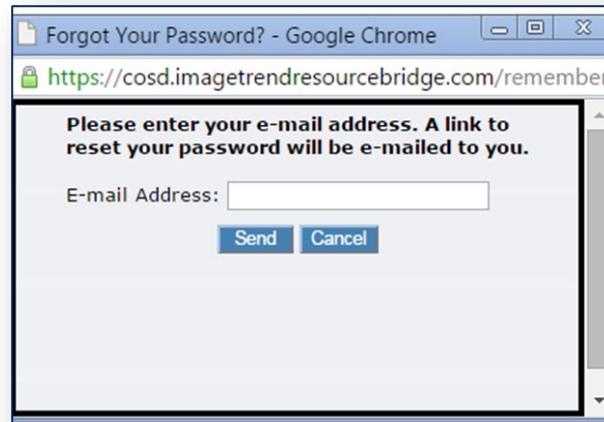 Forgot Your Password? - Google Chrome
https://cosd.imagetrendresourcebridge.com/remember
Please enter your e-mail address. A link to
reset your password will be e-mailed to you.
E-mail Address:
Send Cancel